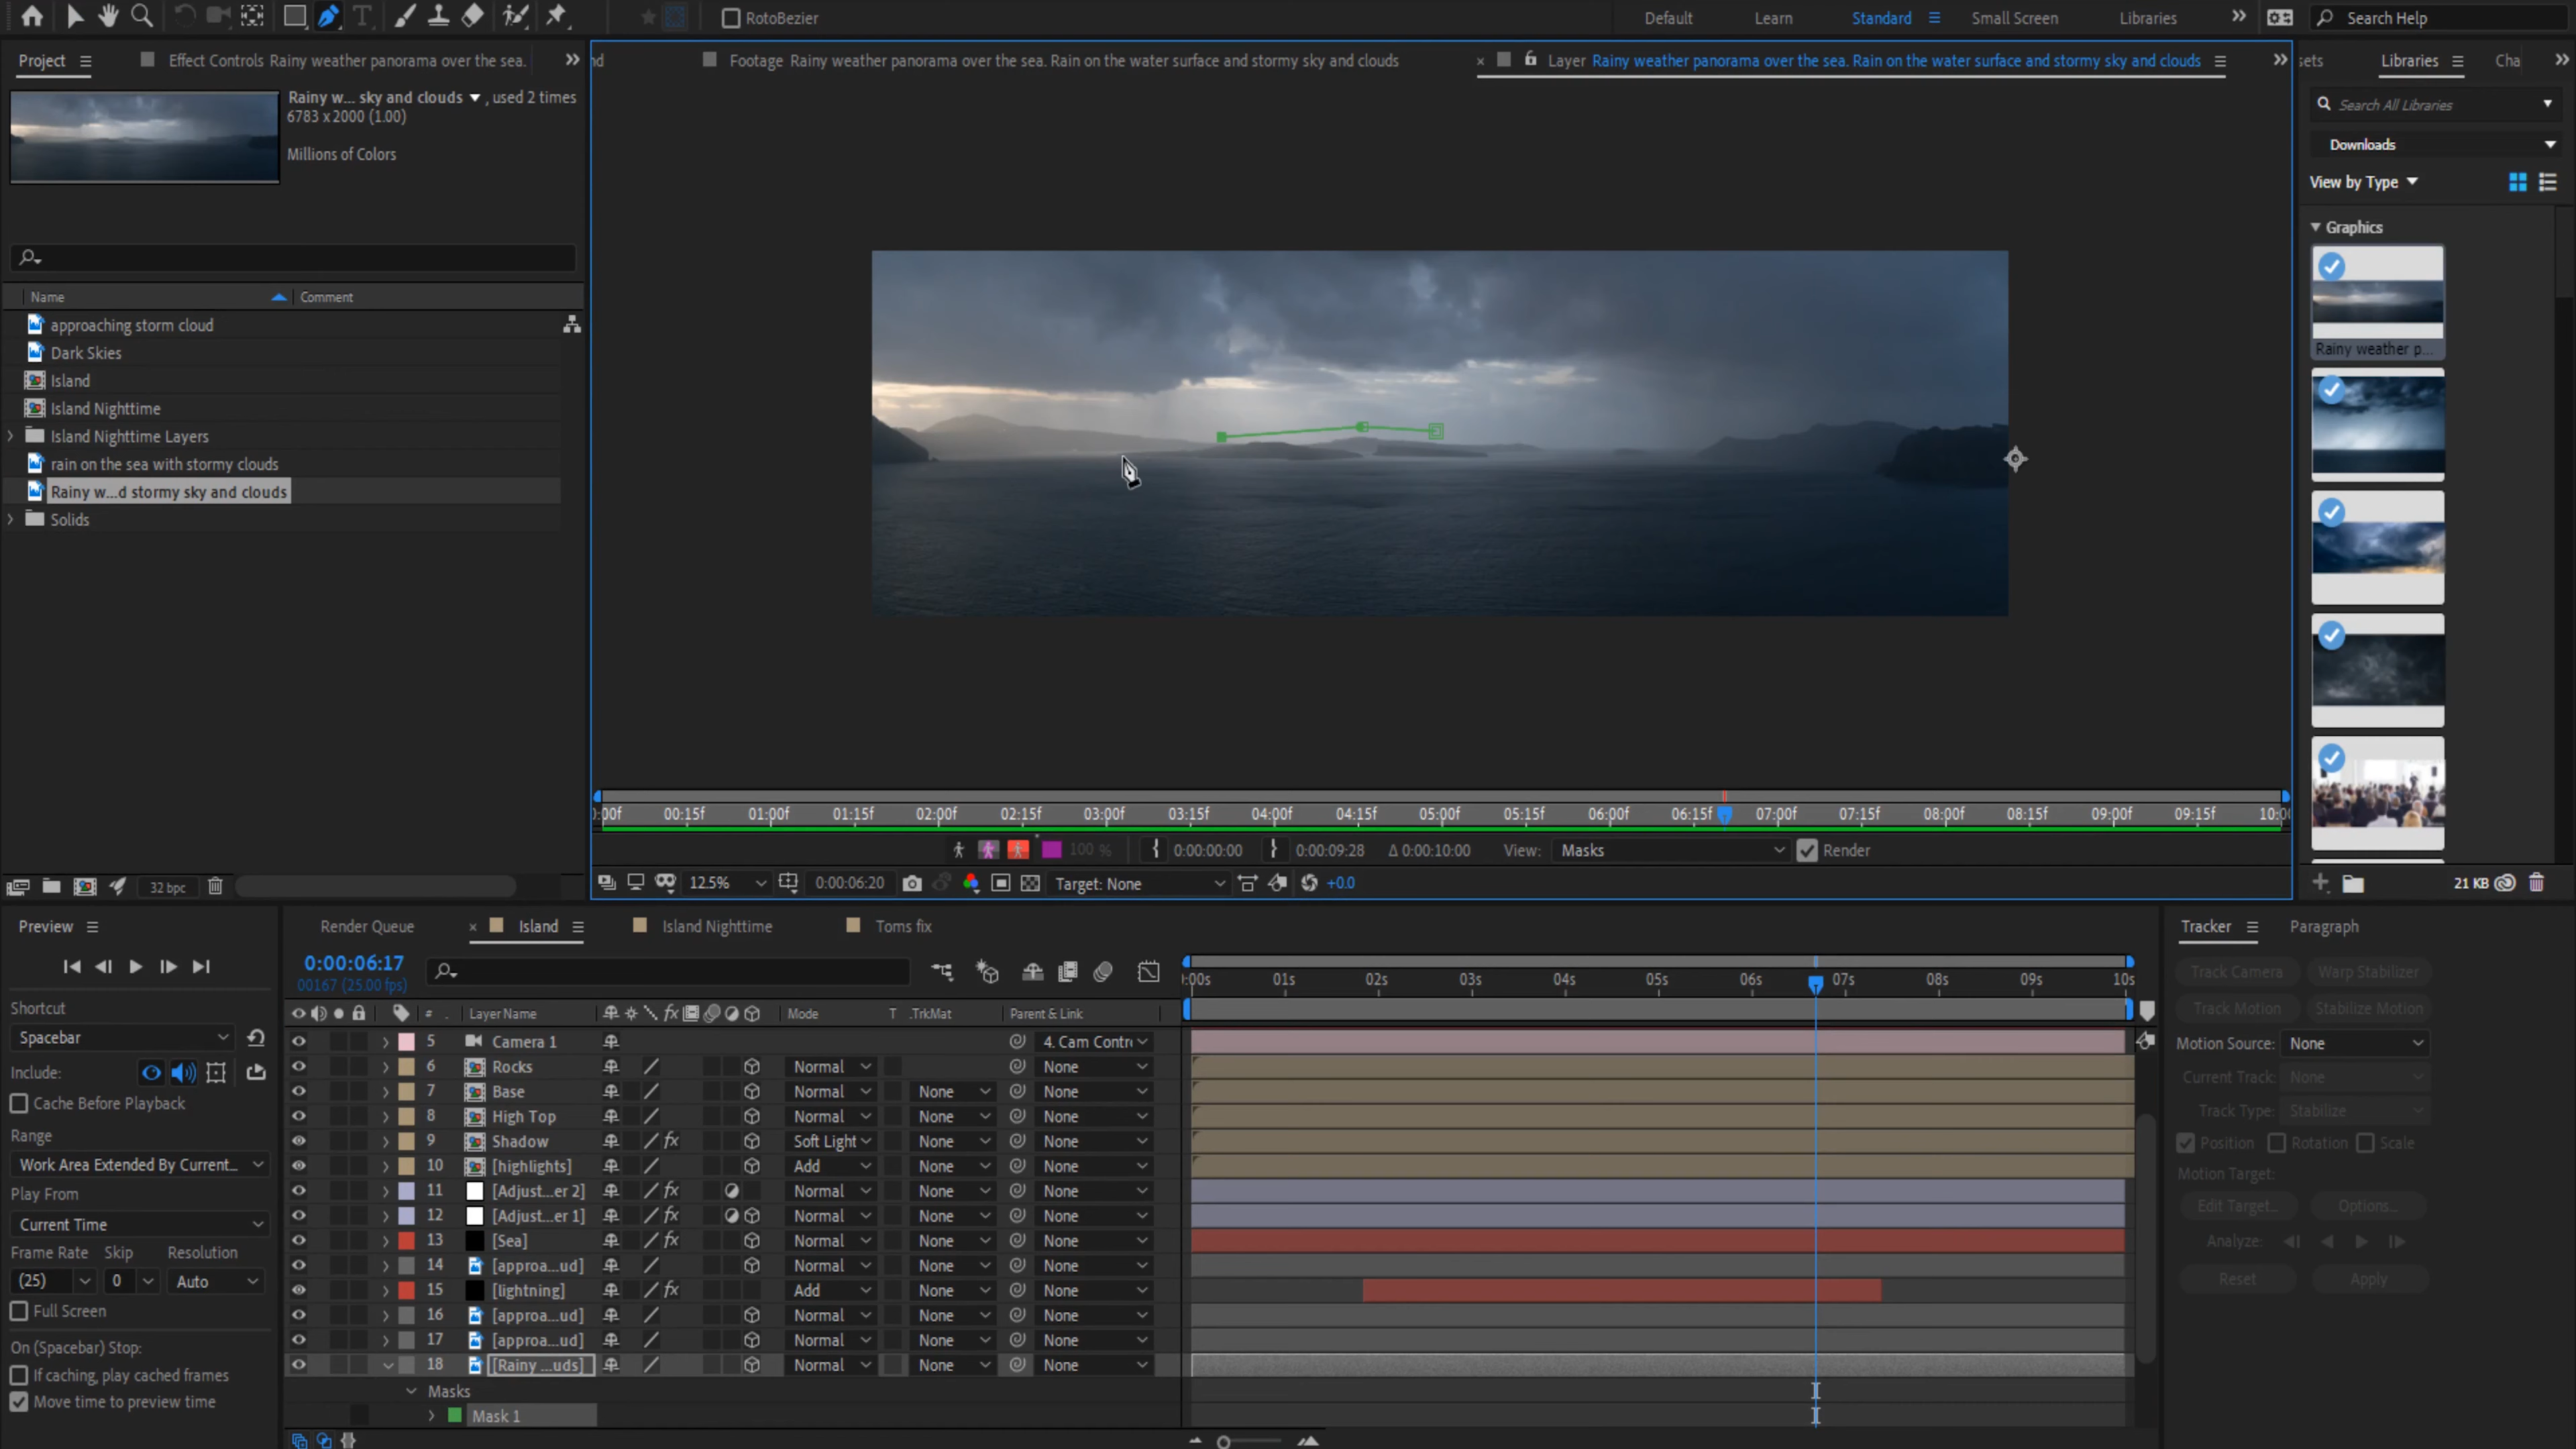 T RotoBezier Default Learn Standard Small Screen Libraries Search Help
Project Effect Controls Rainy weather panorama over the sea.
Footage Rainy weather panorama over the sea. Rain on the water surface and stormy sky and clouds
Layer Rainy weather panorama over the sea. Rain on the water surface and stormy sky and clouds
sets Libraries Cha
Rainy w... sky and clouds , used 2 times
6783 x 2000 (1.00)
Millions of Colors
Search All Libraries
Downloads
View by Type
Graphics
Rainy weather p...
Name Comment
approaching storm cloud
Dark Skies
Island
Island Nighttime
Island Nighttime Layers
rain on the sea with stormy clouds
Rainy w...d stormy sky and clouds
Solids
):00f 00:15f 01:00f 01:15f 02:00f 02:15f 03:00f 03:15f 04:00f 04:15f 05:00f 05:15f 06:00f 06:15f 07:00f 07:15f 08:00f 08:15f 09:00f 09:15f 10:0
100 % 0:00:00:00 0:00:09:28 Δ 0:00:10:00 View: Masks Render
32 bpc 12.5% 0:00:06:20 Target: None +0.0 21 KB
Preview Render Queue Island Island Nighttime Toms fix Tracker Paragraph
0:00:06:17
00167 (25.00 fps)
):00s 01s 02s 03s 04s 05s 06s 07s 08s 09s 10s
# . Layer Name fx Mode T .TrkMat Parent & Link
5 Camera 1 4. Cam Contr
6 Rocks Normal None
7 Base Normal None None
8 High Top Normal None None
9 Shadow fx Soft Light None None
10 [highlights] Add None None
11 [Adjust...er 2] fx Normal None None
12 [Adjust...er 1] fx Normal None None
13 [Sea] fx Normal None None
14 [approa...ud] Normal None None
15 [lightning] fx Add None None
16 [approa...ud] Normal None None
17 [approa...ud] Normal None None
18 [Rainy ...uds] Normal None None
Masks
Mask 1
Shortcut
Spacebar
Include:
Cache Before Playback
Range
Work Area Extended By Current...
Play From
Current Time
Frame Rate Skip Resolution
(25) 0 Auto
Full Screen
On (Spacebar) Stop:
If caching, play cached frames
Move time to preview time
Track Camera Warp Stabilizer
Track Motion Stabilize Motion
Motion Source: None
Current Track: None
Track Type: Stabilize
Position Rotation Scale
Motion Target:
Edit Target... Options...
Analyze:
Reset Apply